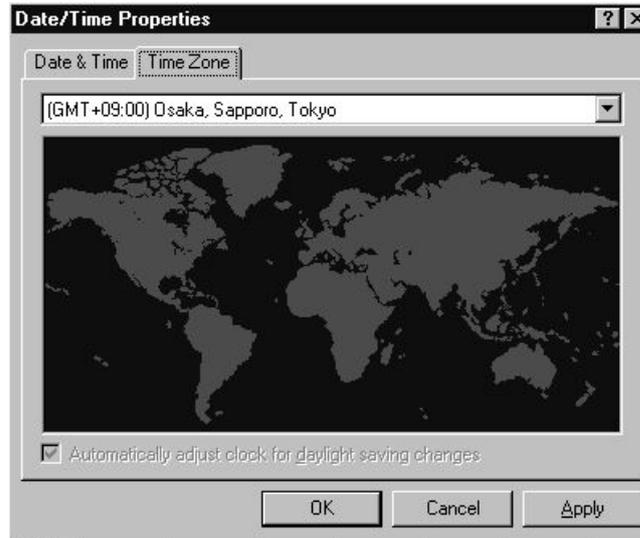 Date/Time Properties
Date & Time
Time Zone
(GMT+09:00) Osaka, Sapporo, Tokyo
Automatically adjust clock for daylight saving changes
OK
Cancel
Apply